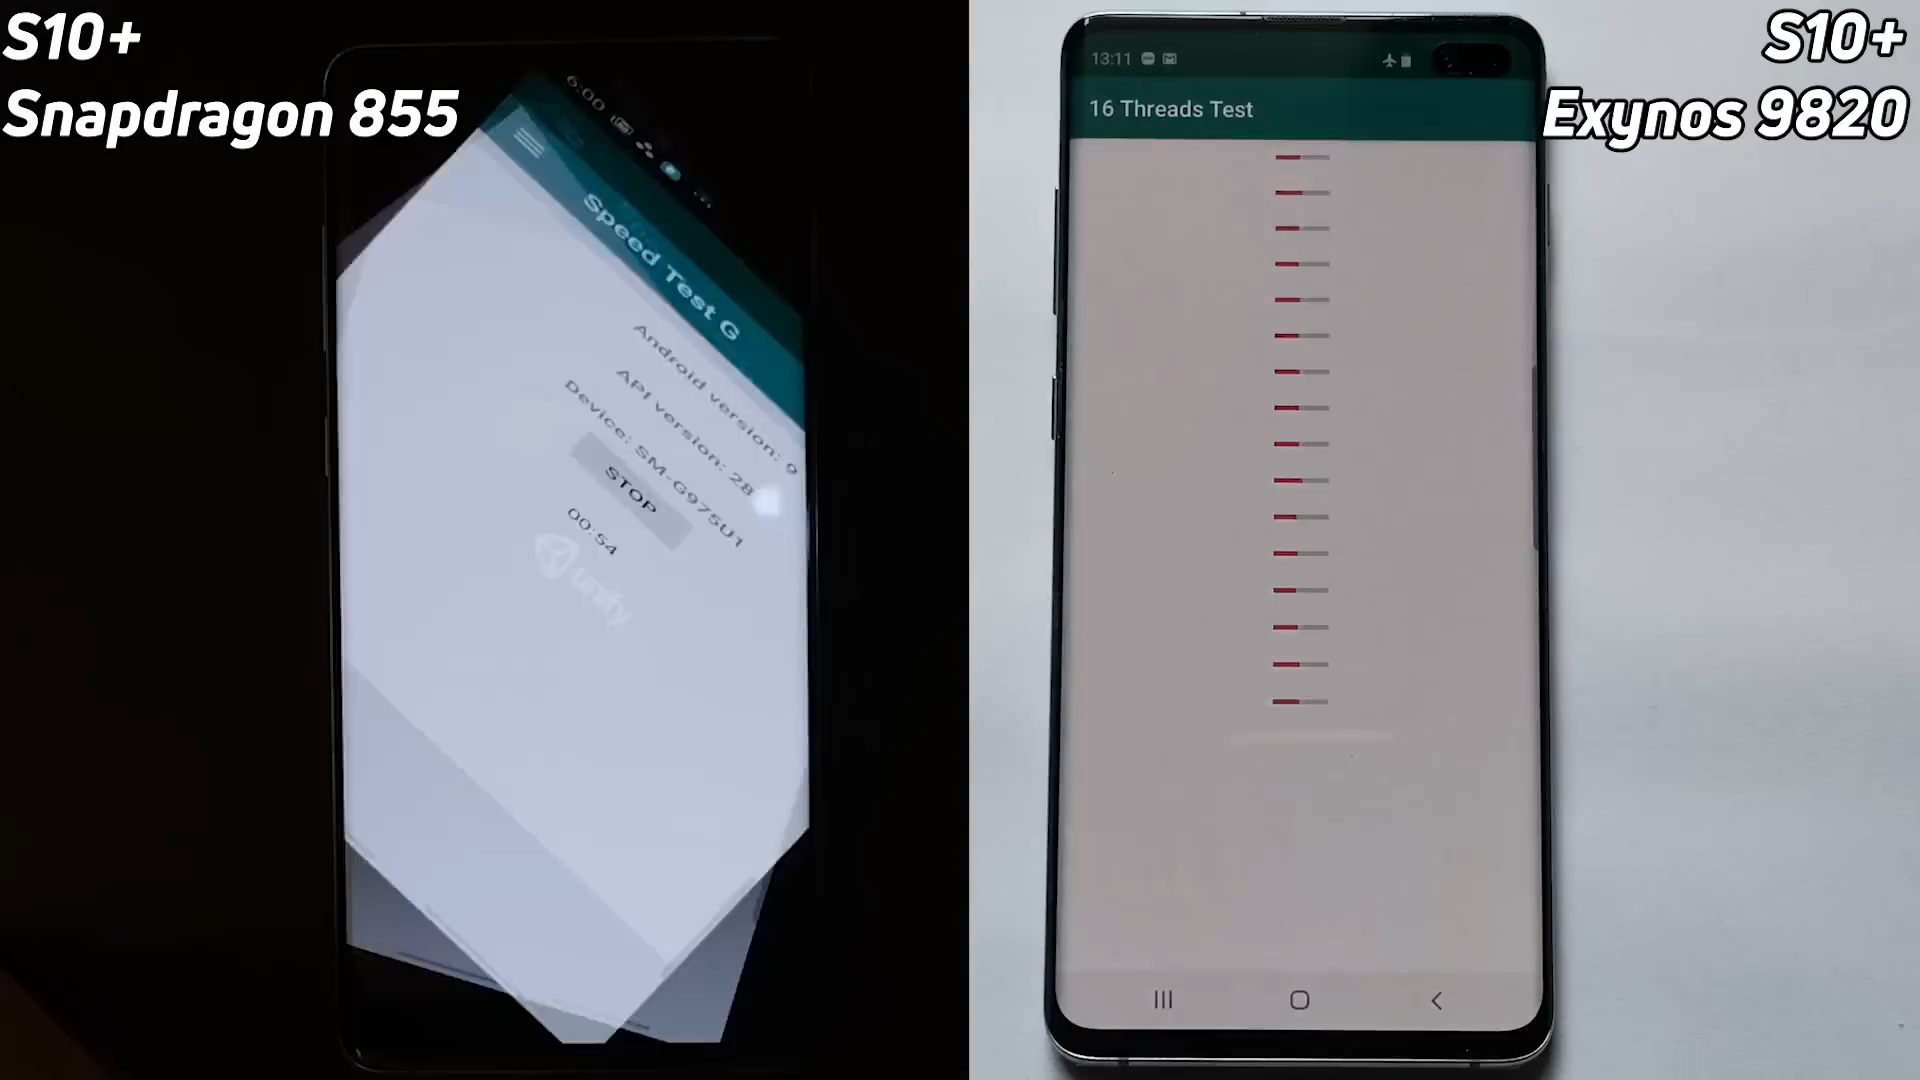 S10+
Snapdragon 855
6:00
Speed Test G
Android version: 9
API version: 28
Device: SM-G975U1
STOP
00:54
unity
S10+
Exynos 9820
13:11
16 Threads Test